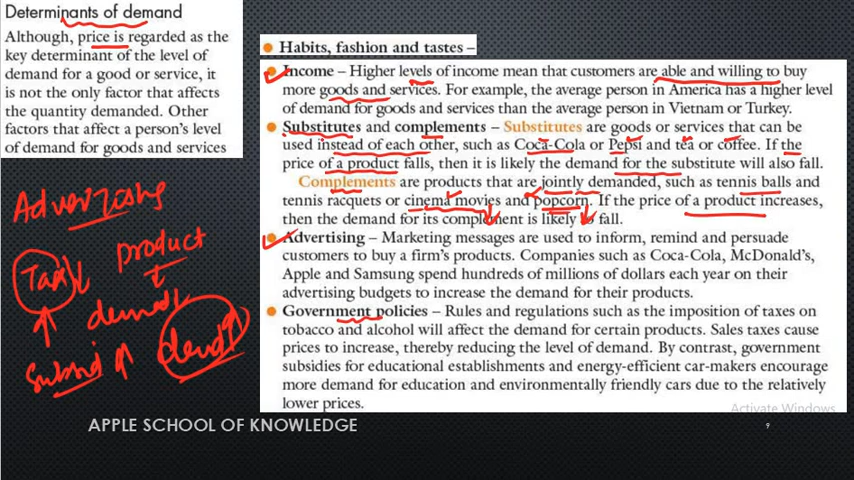 Determinants of demand
Although, price is regarded as the
key determinant of the level of
demand for a good or service, it
is not the only factor that affects
the quantity demanded. Other
factors that affect a person's level
of demand for goods and services
Habits, fashion and tastes –
Income – Higher levels of income mean that customers are able and willing to buy
more goods and services. For example, the average person in America has a higher level
of demand for goods and services than the average person in Vietnam or Turkey.
Substitutes and complements – Substitutes are goods or services that can be
used instead of each other, such as Coca-Cola or Pepsi and tea or coffee. If the
price of a product falls, then it is likely the demand for the substitute will also fall.
Complements are products that are jointly demanded, such as tennis balls and
tennis racquets or cinema movies and popcorn. If the price of a product increases,
then the demand for its complement is likely to fall.
Advertising – Marketing messages are used to inform, remind and persuade
customers to buy a firm's products. Companies such as Coca-Cola, McDonald's,
Apple and Samsung spend hundreds of millions of dollars each year on their
advertising budgets to increase the demand for their products.
Government policies – Rules and regulations such as the imposition of taxes on
tobacco and alcohol will affect the demand for certain products. Sales taxes cause
prices to increase, thereby reducing the level of demand. By contrast, government
subsidies for educational establishments and energy-efficient car-makers encourage
more demand for education and environmentally friendly cars due to the relatively
lower prices.
Advertising
product
Tax
demand
APPLE SCHOOL OF KNOWLEDGE
Activate Windows
9